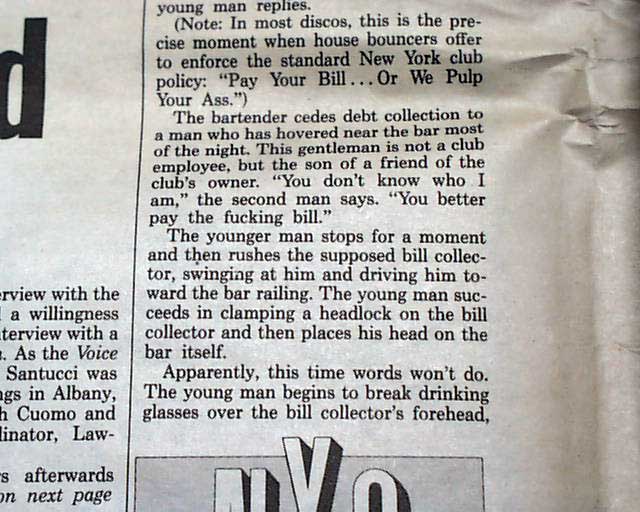 d
rview with the
a willingness
terview with a
. As the Voice
Santucci was
gs in Albany,
h Cuomo and
linator, Law-
s afterwards
on next page
young man replies.
(Note: In most discos, this is the pre-
cise moment when house bouncers offer
to enforce the standard New York club
policy: “Pay Your Bill...Or We Pulp
Your Ass.”)
The bartender cedes debt collection to
a man who has hovered near the bar most
of the night. This gentleman is not a club
employee, but the son of a friend of the
club’s owner. “You don’t know who I
am,” the second man says. “You better
pay the fucking bill.”
The younger man stops for a moment
and then rushes the supposed bill collec-
tor, swinging at him and driving him to-
ward the bar railing. The young man suc-
ceeds in clamping a headlock on the bill
collector and then places his head on the
bar itself.
Apparently, this time words won’t do.
The young man begins to break drinking
glasses over the bill collector’s forehead,
NYO